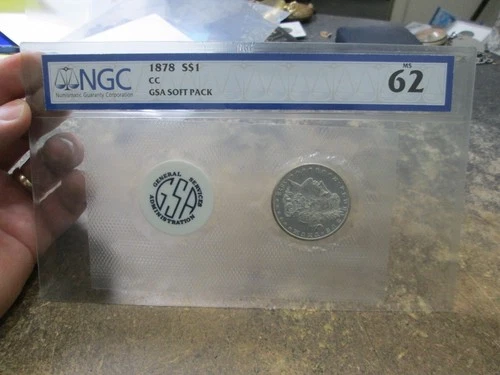 NGC
Numismatic Guaranty Corporation
1878 S$1
CC
GSA SOFT PACK
MS
62
GENERAL SERVICES
GSA
ADMINISTRATION